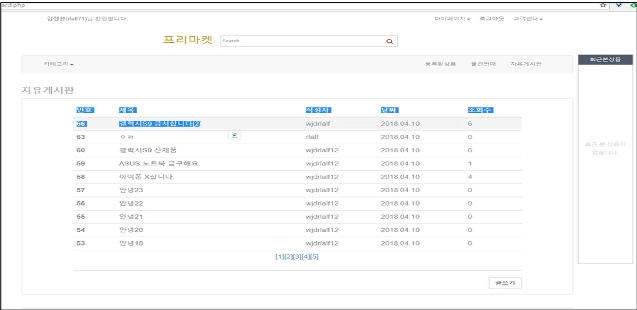 ard.php
님 환영합니다.
마이페이지 로그아웃 고객센터
프리마켓
Search
카테고리
등록된상품 물건판매 자유게시판
최근본상품
자유게시판
번호 제목 작성자 날짜 조회수
66 갤럭시S9 급처합니다[2] wjdrlalf 2018.04.10 6
63 rlalf 2018.04.10 0
60 갤럭시S9 신제품 wjdrlalf12 2018.04.10 6
59 ASUS 노트북 급구해요. wjdrlalf12 2018.04.10 1
58 아이폰 X삽니다. wjdrlalf12 2018.04.10 4
57 안녕23 wjdrlalf12 2018.04.10 0
56 안녕22 wjdrlalf12 2018.04.10 0
55 안녕21 wjdrlalf12 2018.04.10 0
54 안녕20 wjdrlalf12 2018.04.10 0
53 안녕18 wjdrlalf12 2018.04.10 0
최근 본 상품이
없습니다.
[1][2][3][4][5]
글쓰기